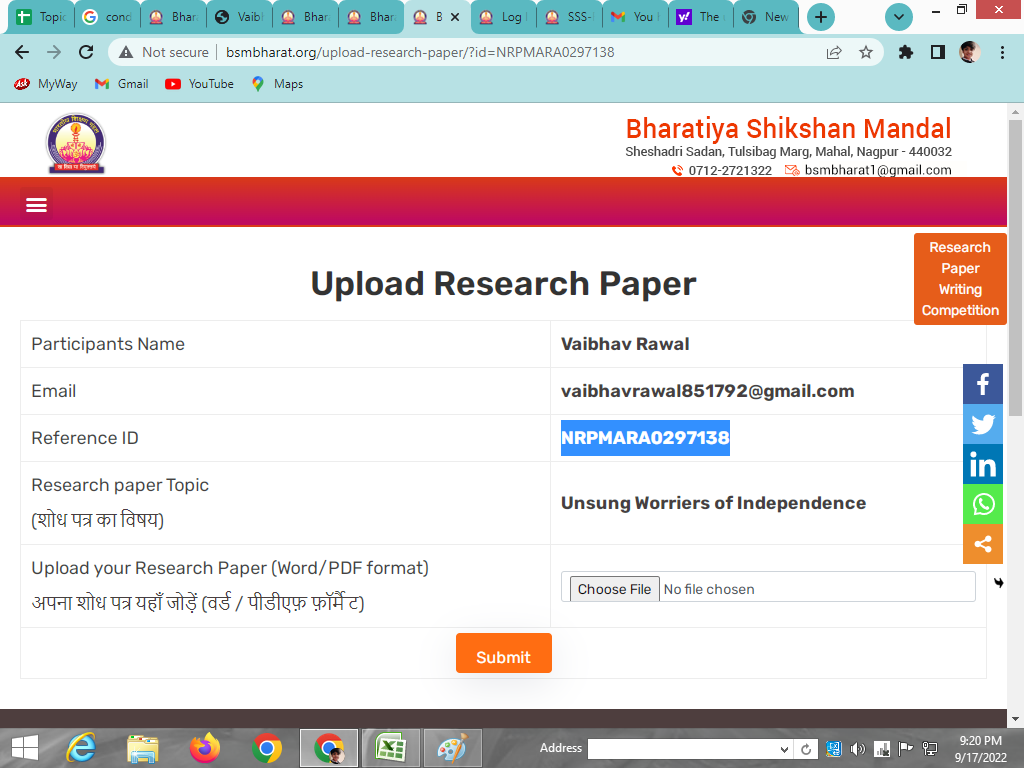 Topic
cond
Bhar
Vaibl
Bhar
Bhar
B
Log
SSS-
You
The
New
Not secure
bsmbharat.org/upload-research-paper/?id=NRPMARA0297138
MyWay
Gmail
YouTube
Maps
Bharatiya Shikshan Mandal
Sheshadri Sadan, Tulsibag Marg, Mahal, Nagpur - 440032
0712-2721322 bsmbharat1@gmail.com
Research
Paper
Writing
Competition
Upload Research Paper
Participants Name
Vaibhav Rawal
Email
vaibhavrawal851792@gmail.com
Reference ID
NRPMARA0297138
Research paper Topic
(शोध पत्र का विषय)
Unsung Worriers of Independence
Upload your Research Paper (Word/PDF format)
अपना शोध पत्र यहाँ जोड़ें (वर्ड / पीडीएफ़ फ़ॉर्मैट)
Choose File No file chosen
Submit
Address
9:20 PM
9/17/2022